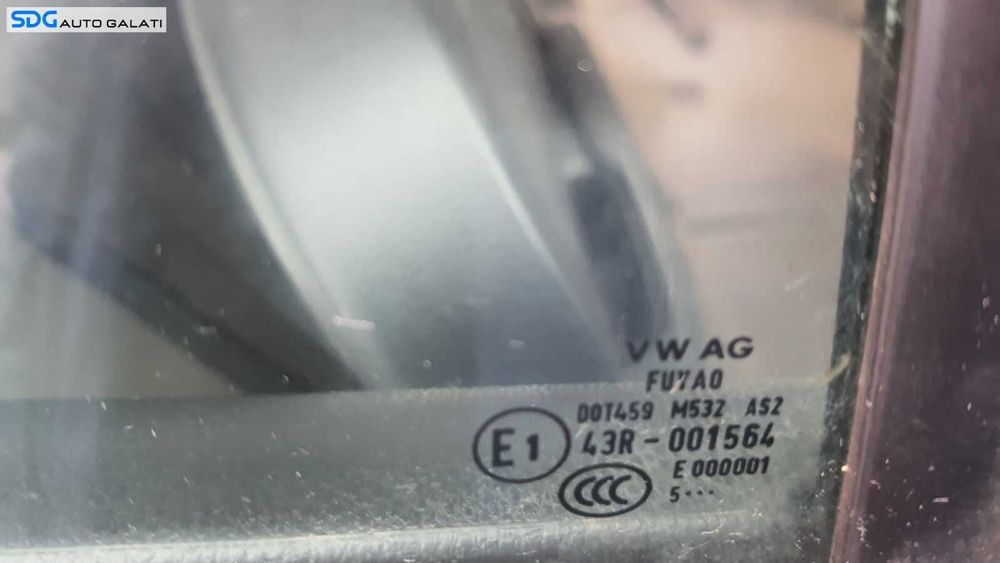 SDG AUTO GALATI
VW AG
FUYAO
DOT459 M532 AS2
E1 43R-001564
E 000001
CCC 5...